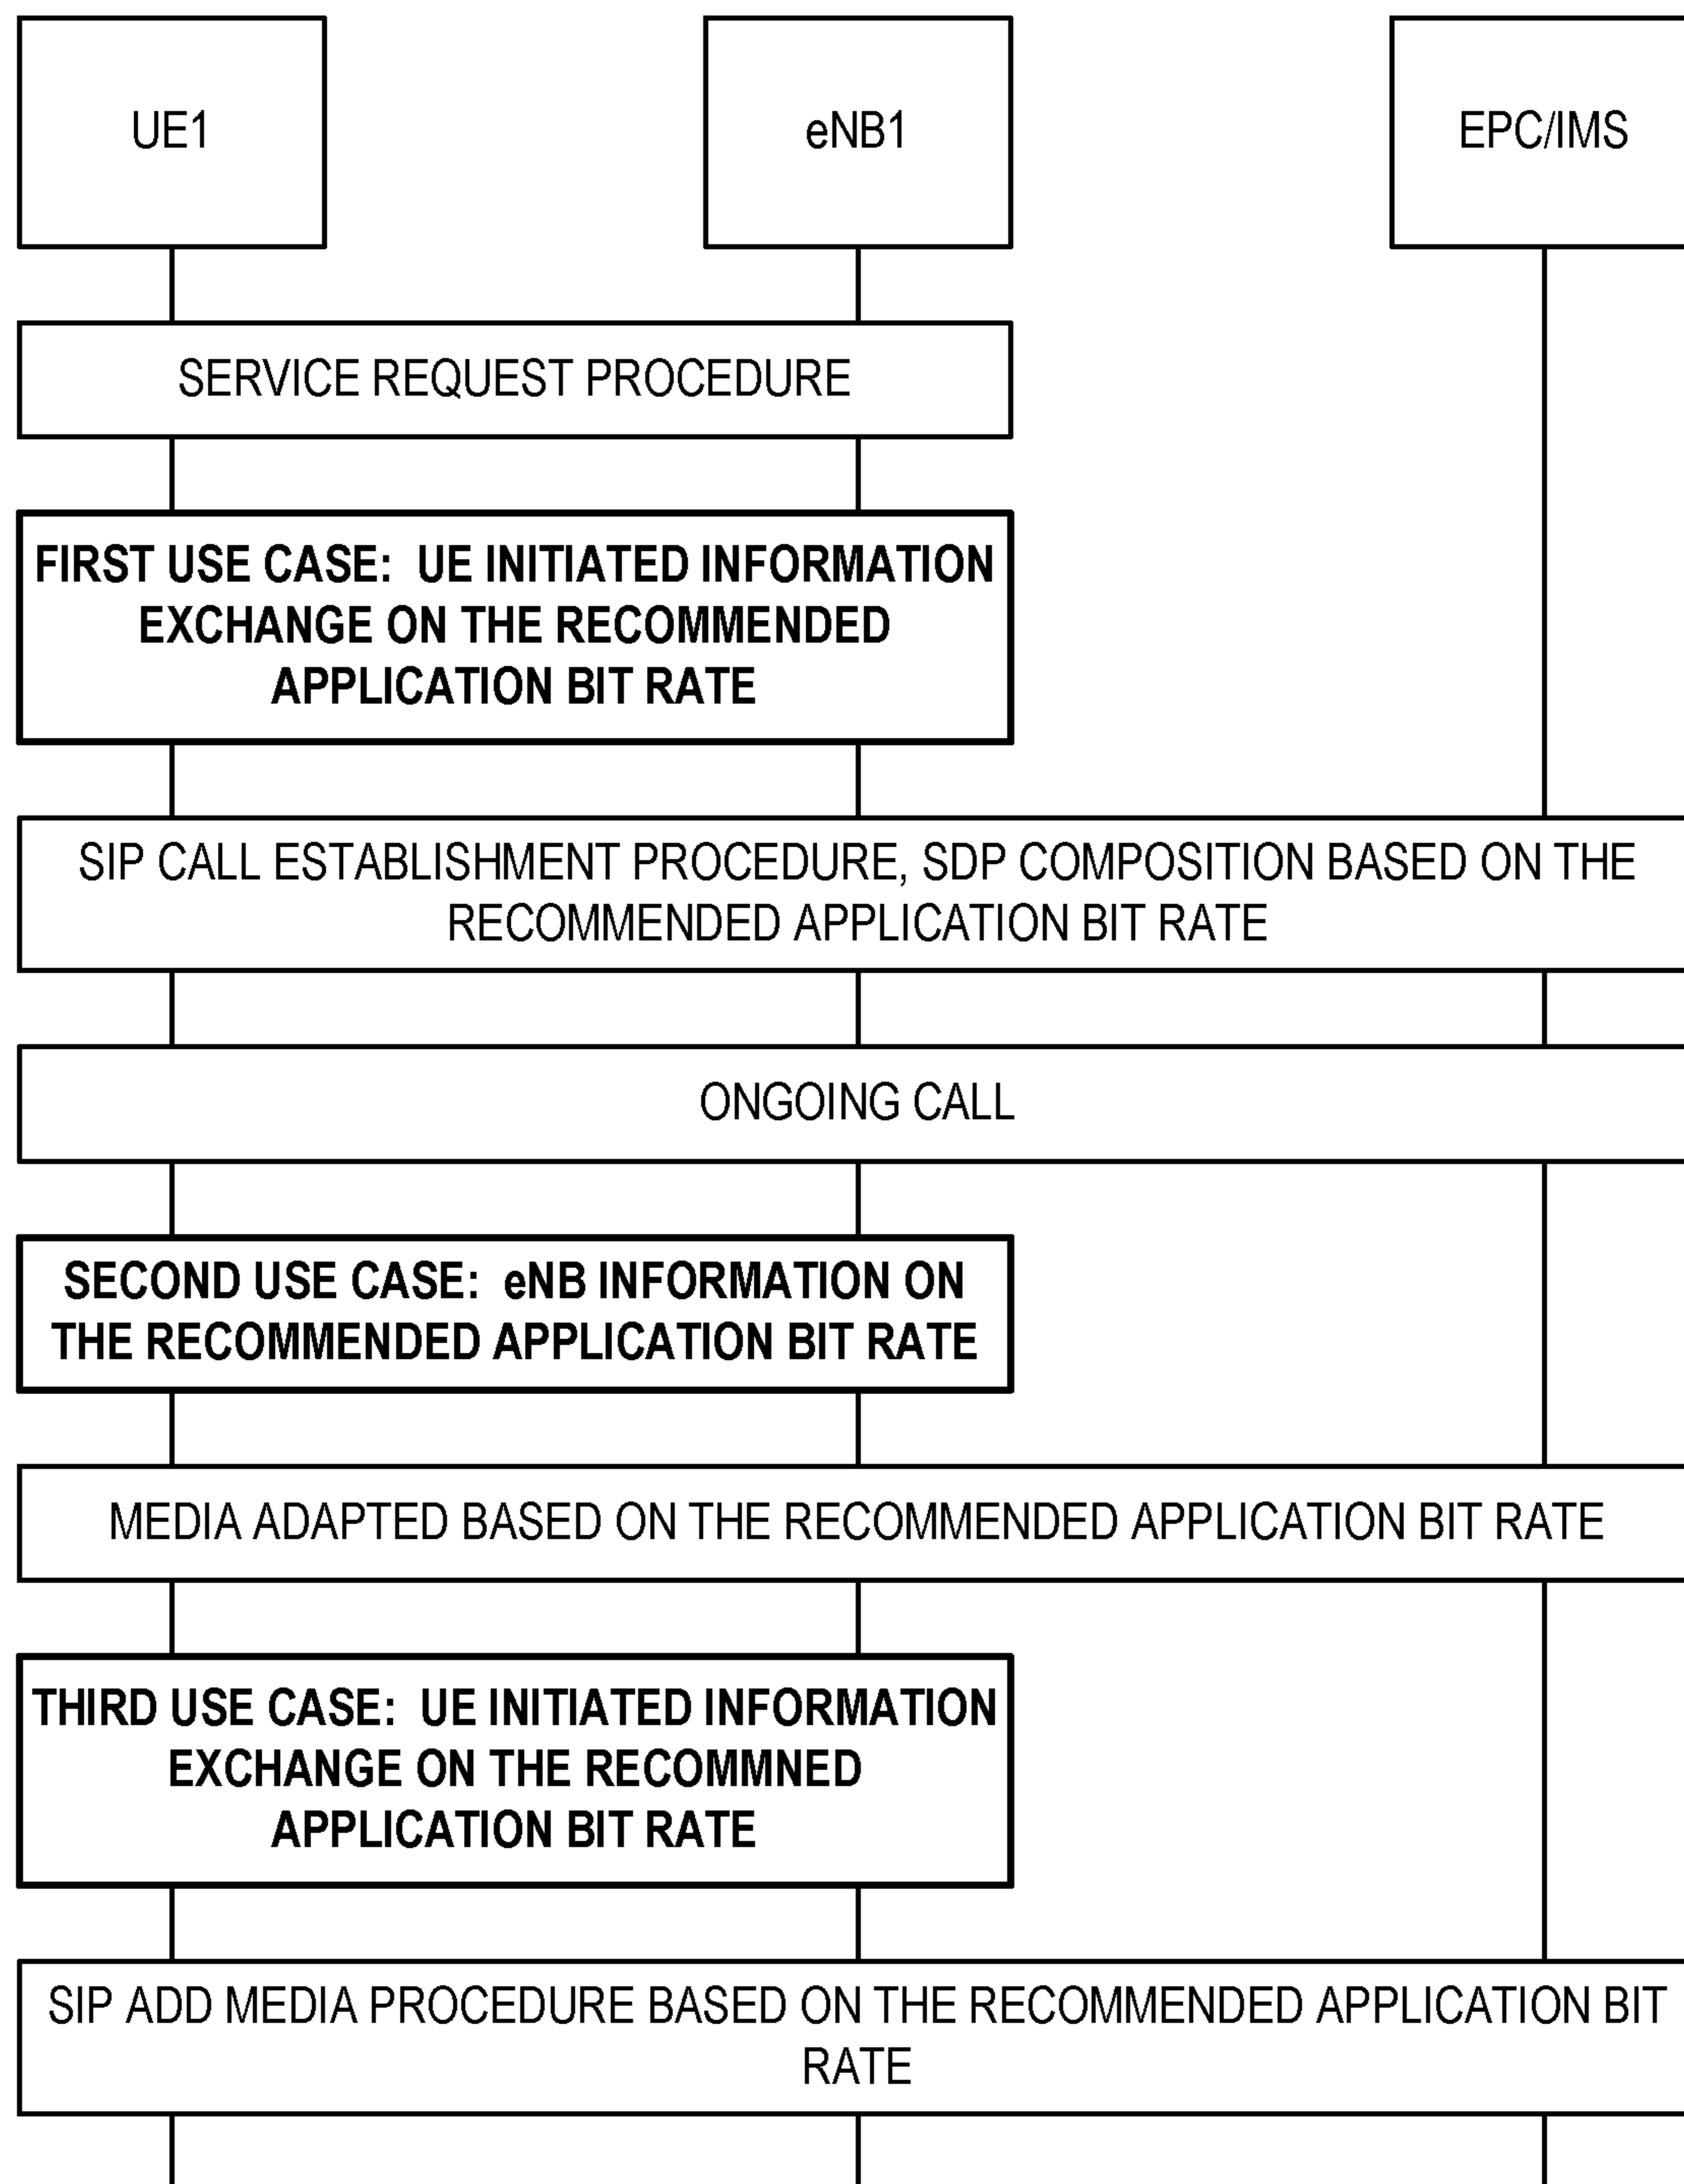 UE1
eNB1
EPC/IMS
SERVICE REQUEST PROCEDURE
FIRST USE CASE: UE INITIATED INFORMATION
EXCHANGE ON THE RECOMMENDED
APPLICATION BIT RATE
SIP CALL ESTABLISHMENT PROCEDURE, SDP COMPOSITION BASED ON THE
RECOMMENDED APPLICATION BIT RATE
ONGOING CALL
SECOND USE CASE: eNB INFORMATION ON
THE RECOMMENDED APPLICATION BIT RATE
MEDIA ADAPTED BASED ON THE RECOMMENDED APPLICATION BIT RATE
THIRD USE CASE: UE INITIATED INFORMATION
EXCHANGE ON THE RECOMMNED
APPLICATION BIT RATE
SIP ADD MEDIA PROCEDURE BASED ON THE RECOMMENDED APPLICATION BIT
RATE